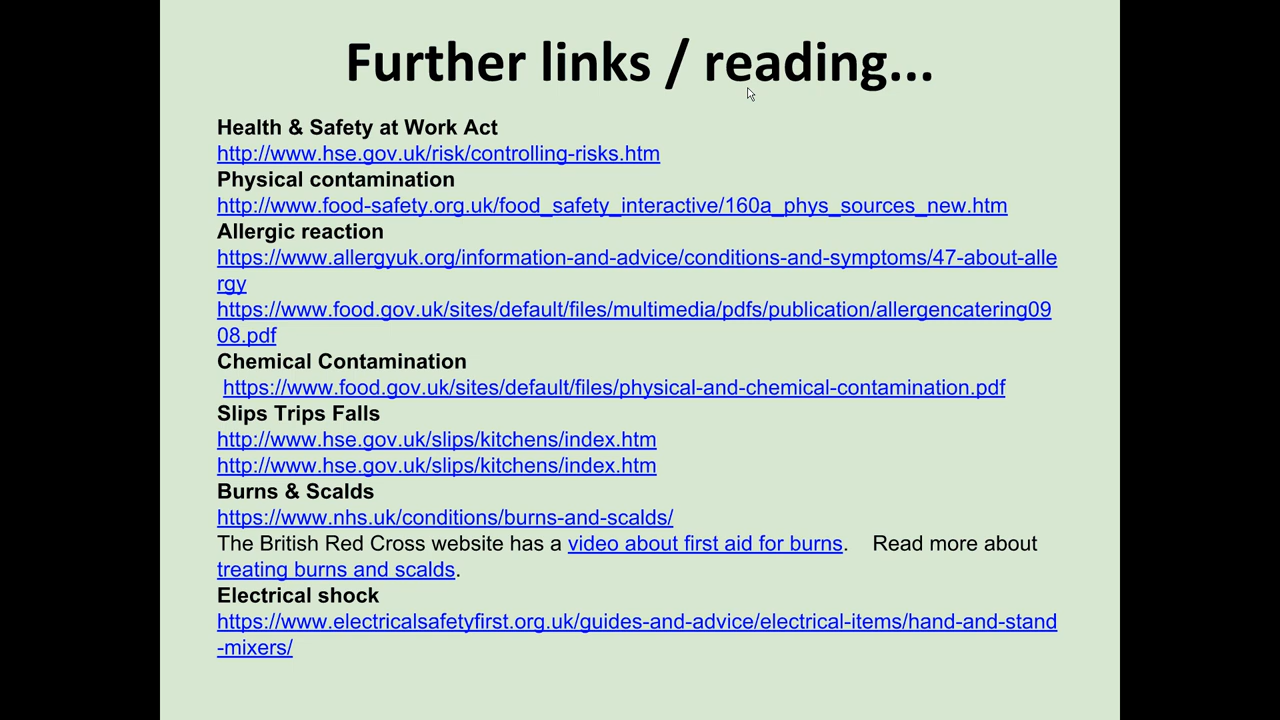 Further links / reading...
Health & Safety at Work Act
http://www.hse.gov.uk/risk/controlling-risks.htm
Physical contamination
http://www.food-safety.org.uk/food_safety_interactive/160a_phys_sources_new.htm
Allergic reaction
https://www.allergyuk.org/information-and-advice/conditions-and-symptoms/47-about-alle
rgy
https://www.food.gov.uk/sites/default/files/multimedia/pdfs/publication/allergencatering09
08.pdf
Chemical Contamination
https://www.food.gov.uk/sites/default/files/physical-and-chemical-contamination.pdf
Slips Trips Falls
http://www.hse.gov.uk/slips/kitchens/index.htm
http://www.hse.gov.uk/slips/kitchens/index.htm
Burns & Scalds
https://www.nhs.uk/conditions/burns-and-scalds/
The British Red Cross website has a video about first aid for burns.    Read more about
treating burns and scalds.
Electrical shock
https://www.electricalsafetyfirst.org.uk/guides-and-advice/electrical-items/hand-and-stand
-mixers/